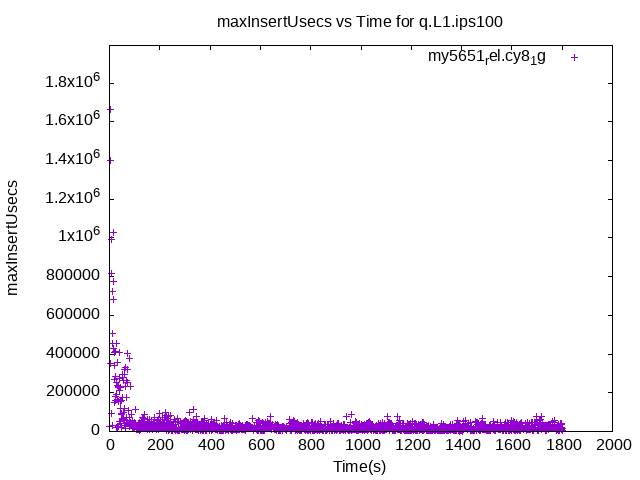 maxInsertUsecs vs Time for q.L1.ips100
my5651rel.cy81g
1.8x10^6
1.6x10^6
1.4x10^6
1.2x10^6
1x10^6
800000
600000
400000
200000
0
maxInsertUsecs
0 200 400 600 800 1000 1200 1400 1600 1800 2000
Time(s)